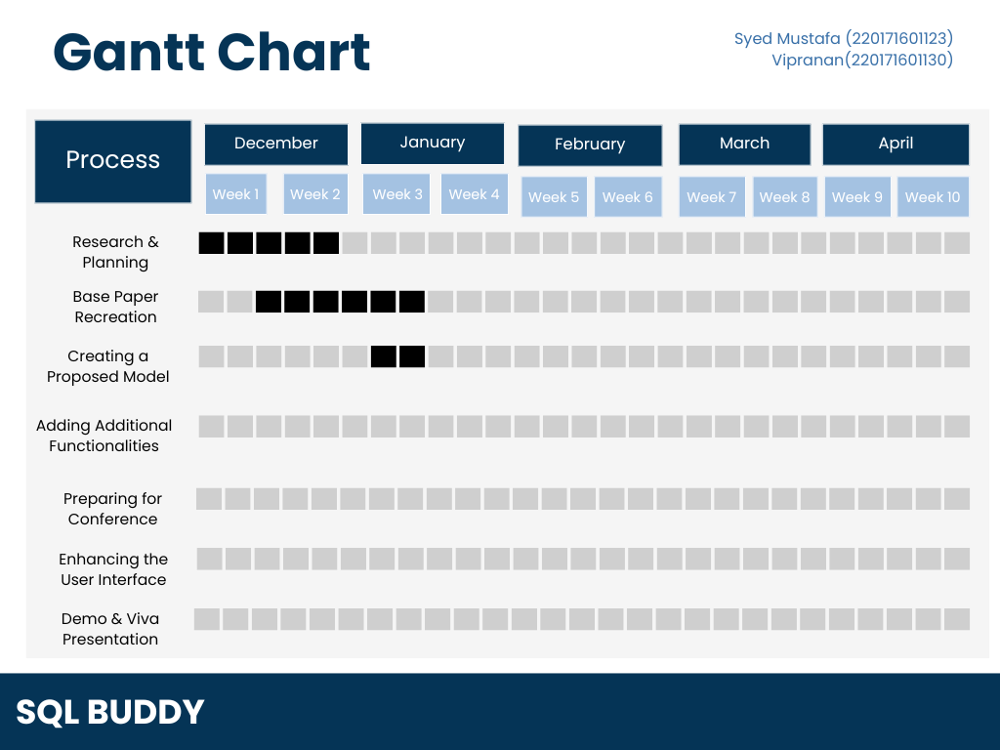 Gantt Chart
Syed Mustafa (220171601123)
Vipranan(220171601130)
Process
December
January
February
March
April
Week 1
Week 2
Week 3
Week 4
Week 5
Week 6
Week 7
Week 8
Week 9
Week 10
Research &
Planning
Base Paper
Recreation
Creating a
Proposed Model
Adding Additional
Functionalities
Preparing for
Conference
Enhancing the
User Interface
Demo & Viva
Presentation
SQL BUDDY